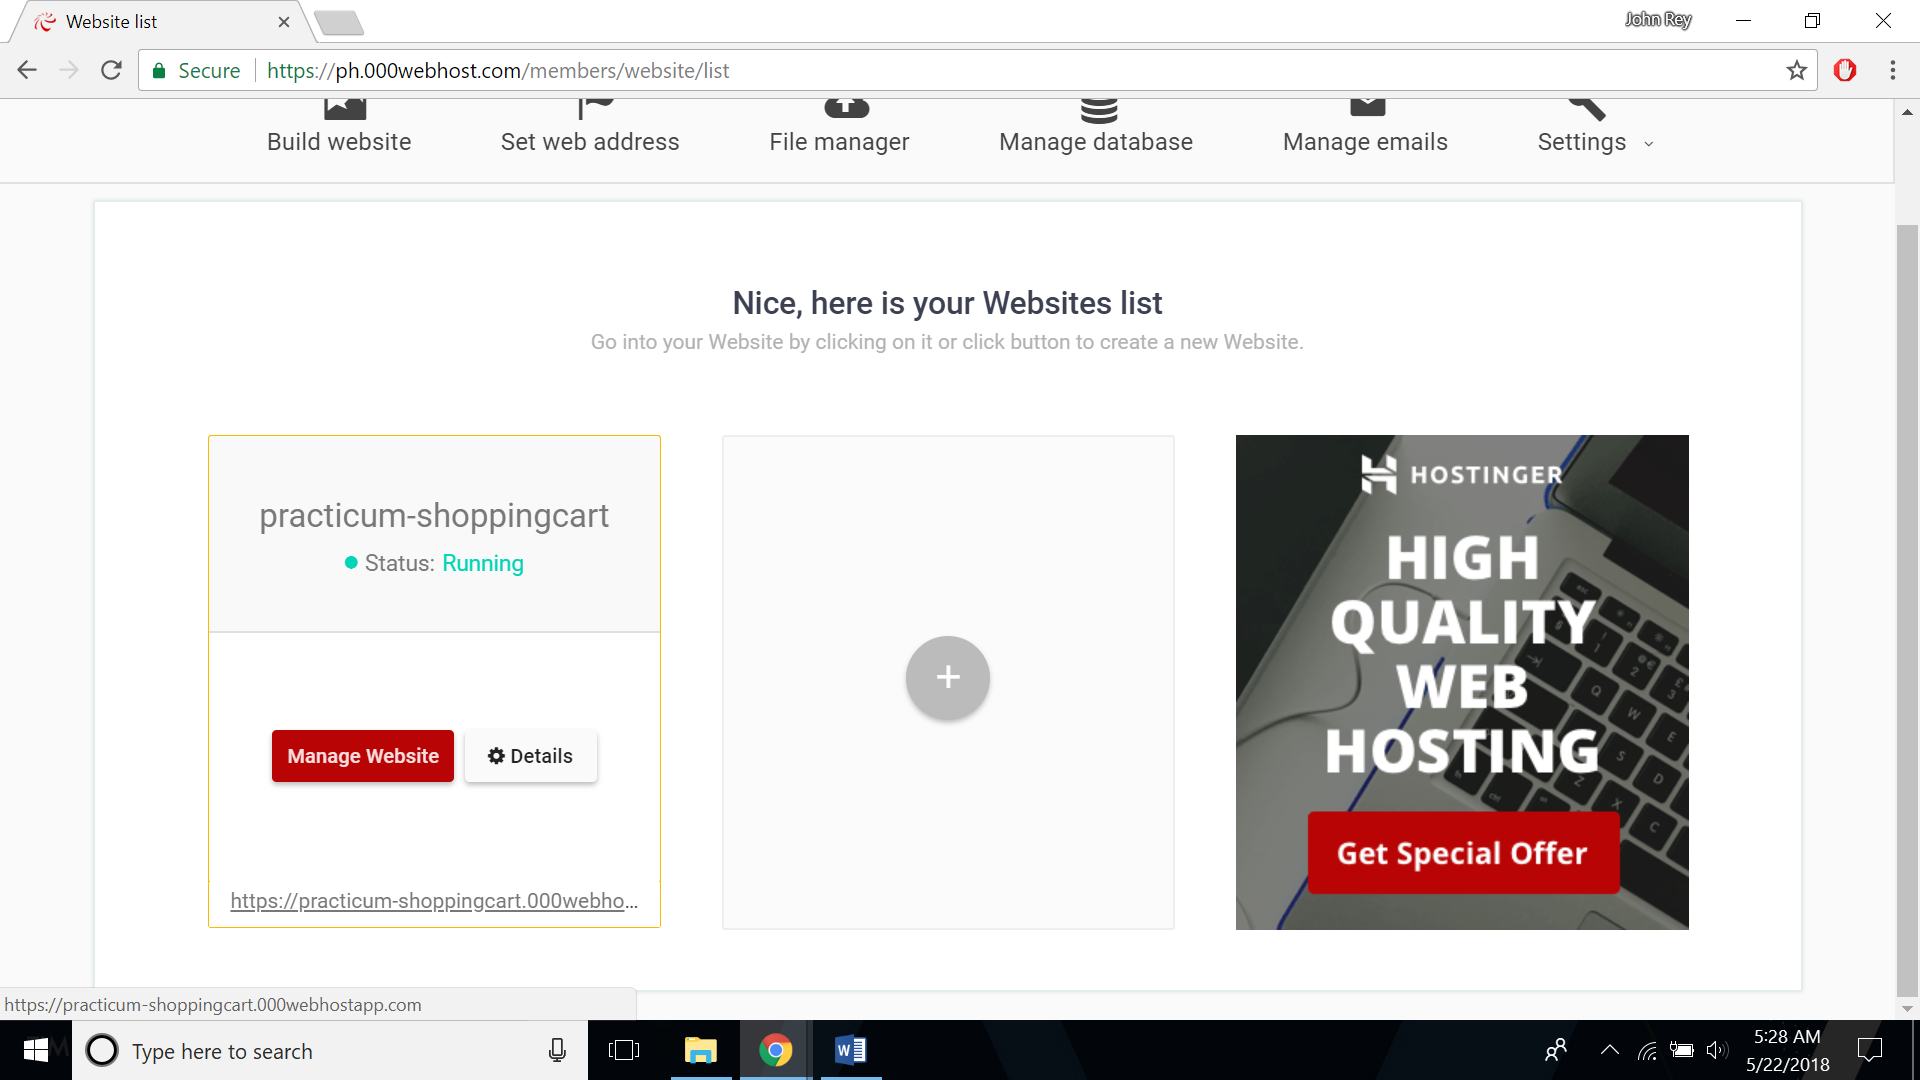 Website list
John Rey
Secure
https://ph.000webhost.com/members/website/list
Build website
Set web address
File manager
Manage database
Manage emails
Settings
Nice, here is your Websites list
Go into your Website by clicking on it or click button to create a new Website.
practicum-shoppingcart
Status: Running
Manage Website
Details
https://practicum-shoppingcart.000webho...
+
HOSTINGER
HIGH
QUALITY
WEB
HOSTING
Get Special Offer
https://practicum-shoppingcart.000webhostapp.com
Type here to search
5:28 AM
5/22/2018